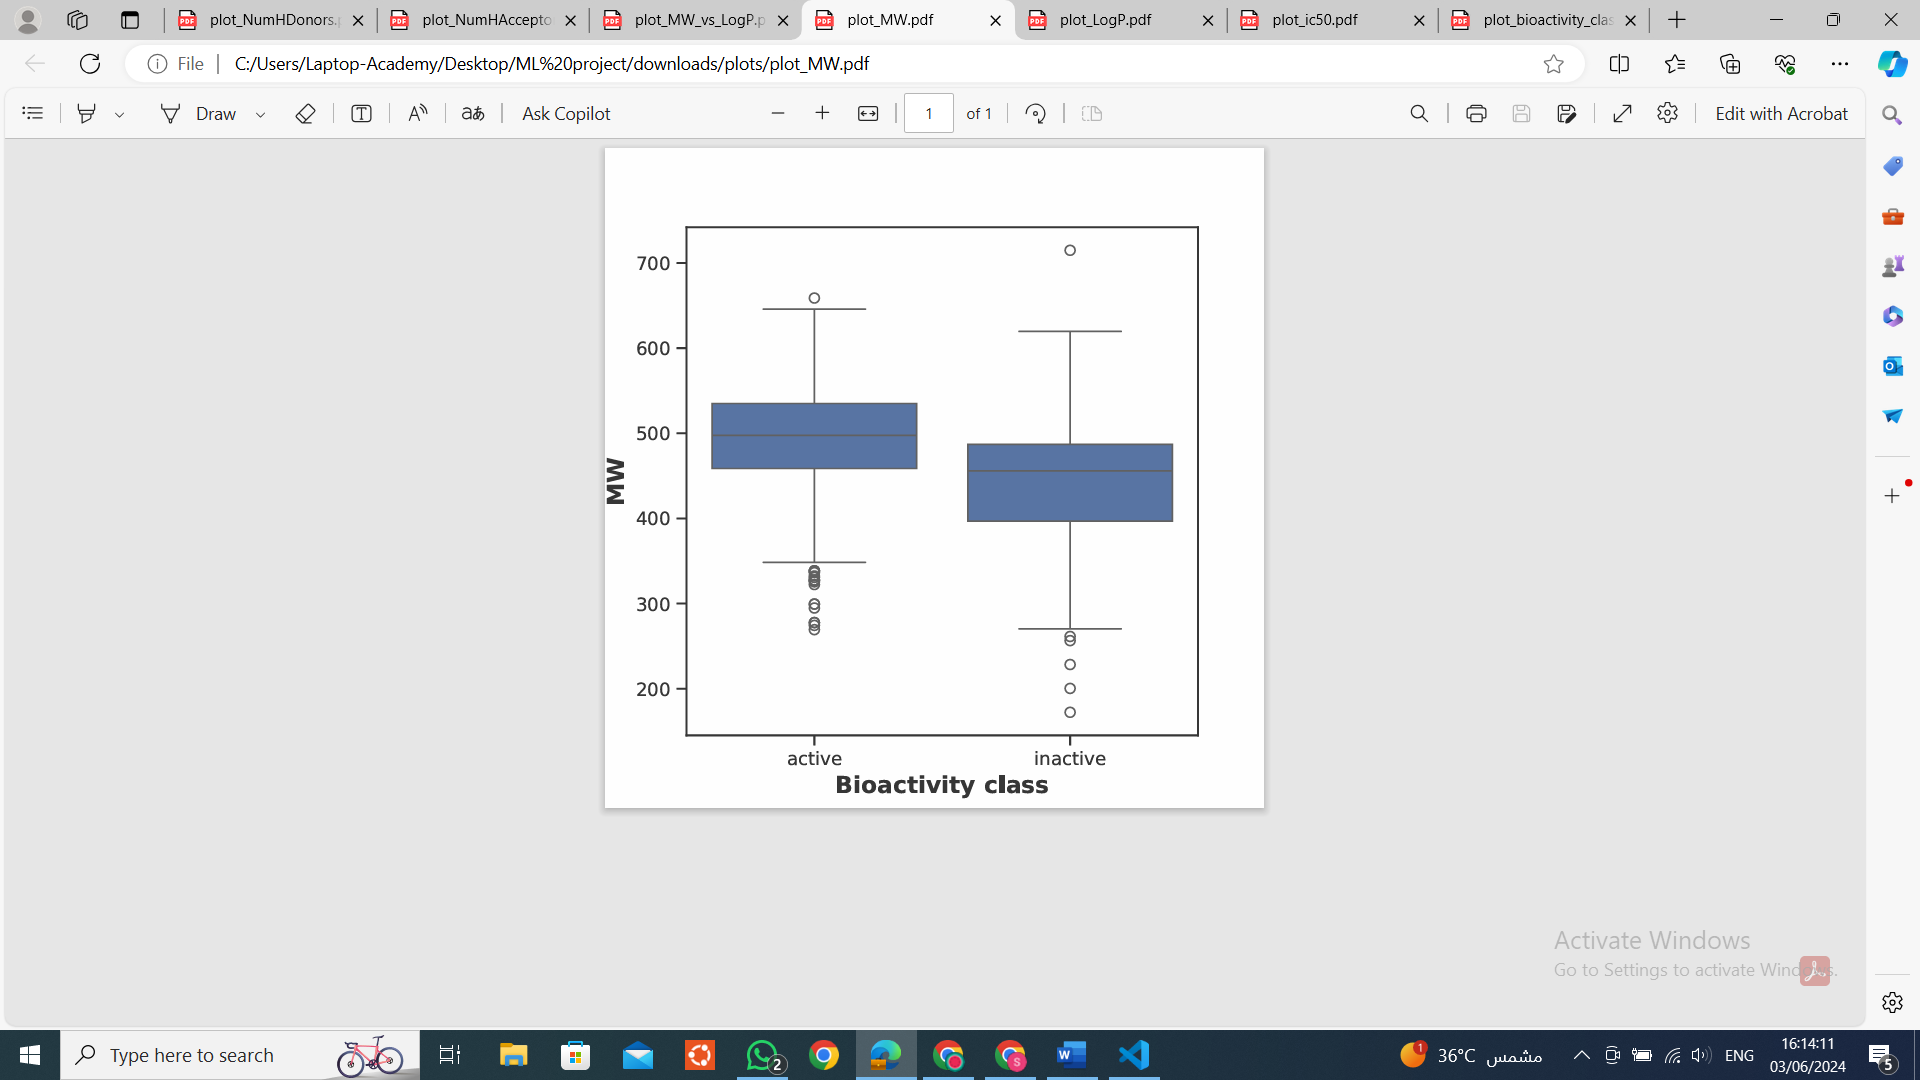 plot_NumHDonors.p
plot_NumHAccepto
plot_MW_vs_LogP.p
plot_MW.pdf
plot_LogP.pdf
plot_ic50.pdf
plot_bioactivity_clas
File
C:/Users/Laptop-Academy/Desktop/ML%20project/downloads/plots/plot_MW.pdf
Draw
Ask Copilot
1
of 1
Edit with Acrobat
700
600
500
400
300
200
MW
active
inactive
Bioactivity class
Activate Windows
Go to Settings to activate Windows.
Type here to search
2
1
36°C مشمس
ENG
16:14:11
03/06/2024
5